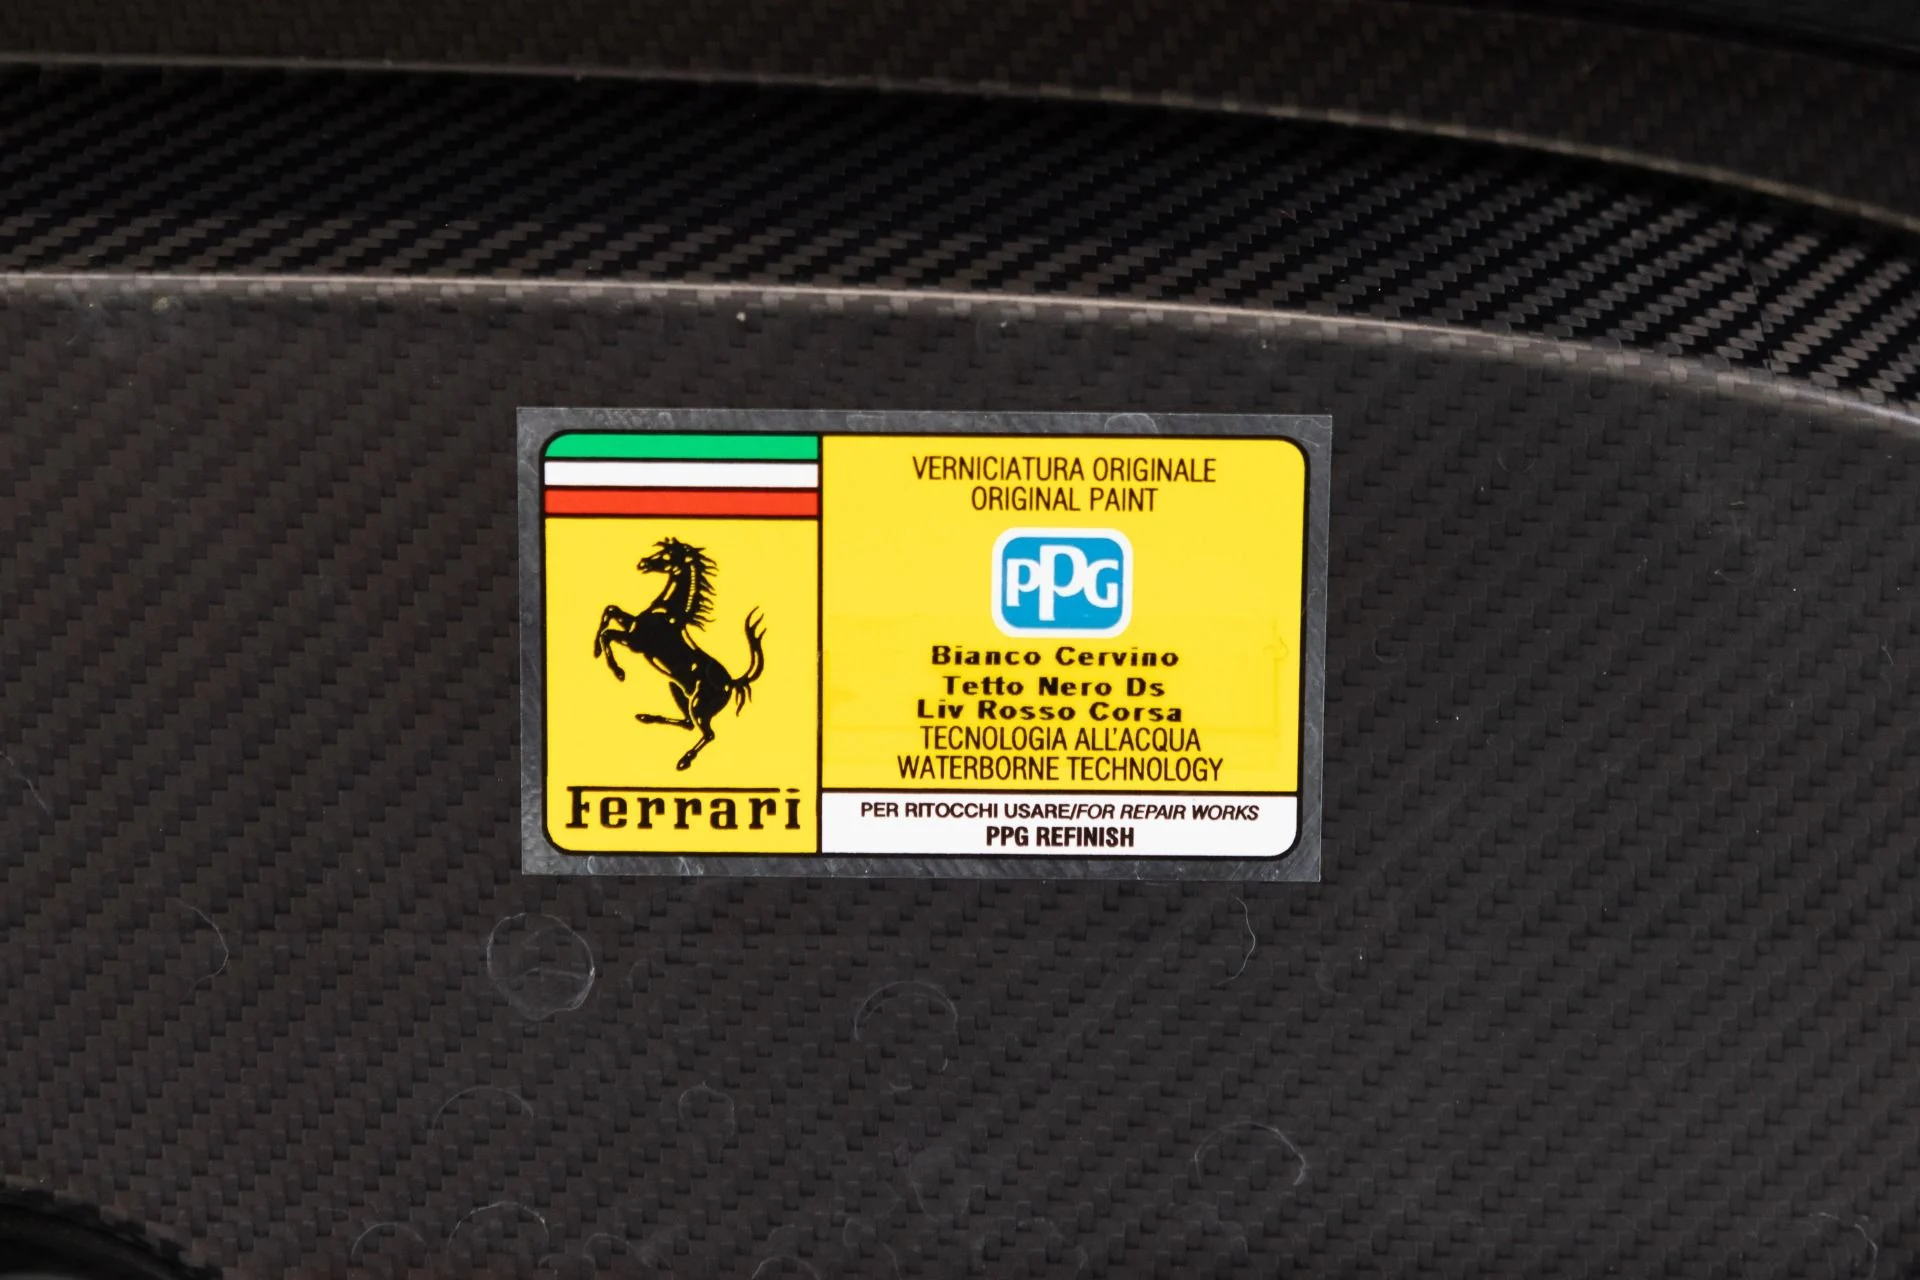 Ferrari
VERNICIATURA ORIGINALE
ORIGINAL PAINT
PPG
Bianco Cervino
Tetto Nero Ds
Liv Rosso Corsa
TECNOLOGIA ALL'ACQUA
WATERBORNE TECHNOLOGY
PER RITOCCHI USARE/FOR REPAIR WORKS
PPG REFINISH